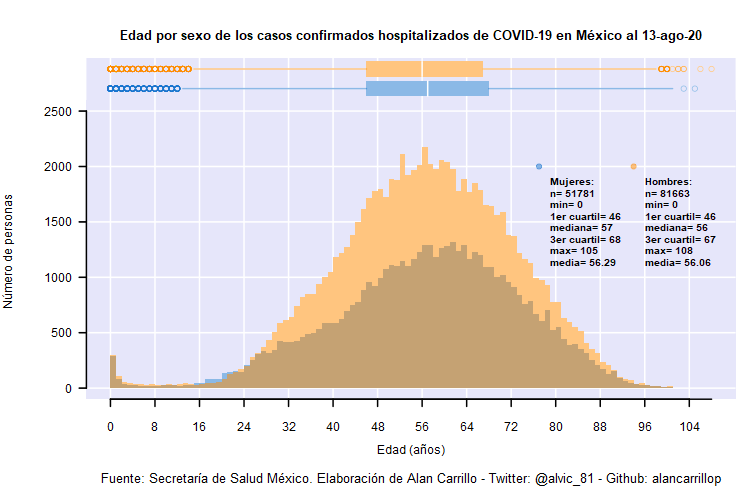 Edad por sexo de los casos confirmados hospitalizados de COVID-19 en México al 13-ago-20
2500
2000
1500
1000
500
0
Número de personas
Mujeres:
n= 51781
min= 0
1er cuartil= 46
mediana= 57
3er cuartil= 68
max= 105
media= 56.29
Hombres:
n= 81663
min= 0
1er cuartil= 46
mediana= 56
3er cuartil= 67
max= 108
media= 56.06
0 8 16 24 32 40 48 56 64 72 80 88 96 104
Edad (años)
Fuente: Secretaría de Salud México. Elaboración de Alan Carrillo - Twitter: @alvic_81 - Github: alancarrillop